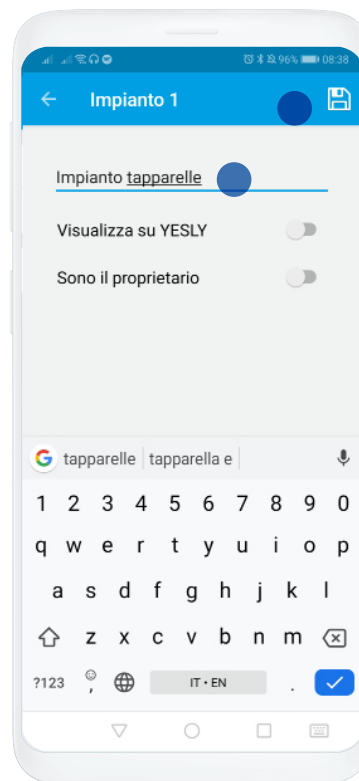 96% 08:38
Impianto 1
Impianto tapparelle
Visualizza su YESLY
Sono il proprietario
G tapparelle tapparella e
1 2 3 4 5 6 7 8 9 0
q w e r t y u i o p
a s d f g h j k l
z x c v b n m
?123 , IT • EN .